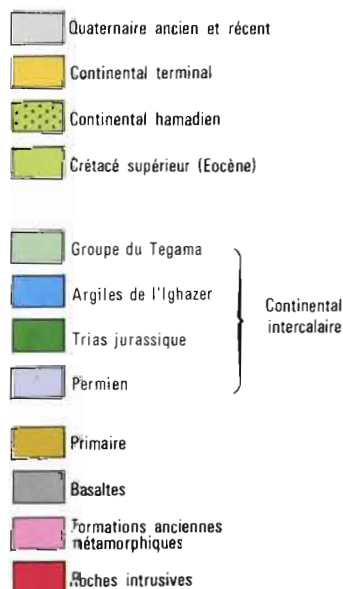 Quaternaire ancien et récent
Continental terminal
Continental hamadien
Crétacé supérieur (Eocène)
Groupe du Tegama
Argiles de l'Ighazer
Trias jurassique
Permien
Continental
intercalaire
Primaire
Basaltes
Formations anciennes
métamorphiques
Roches intrusives